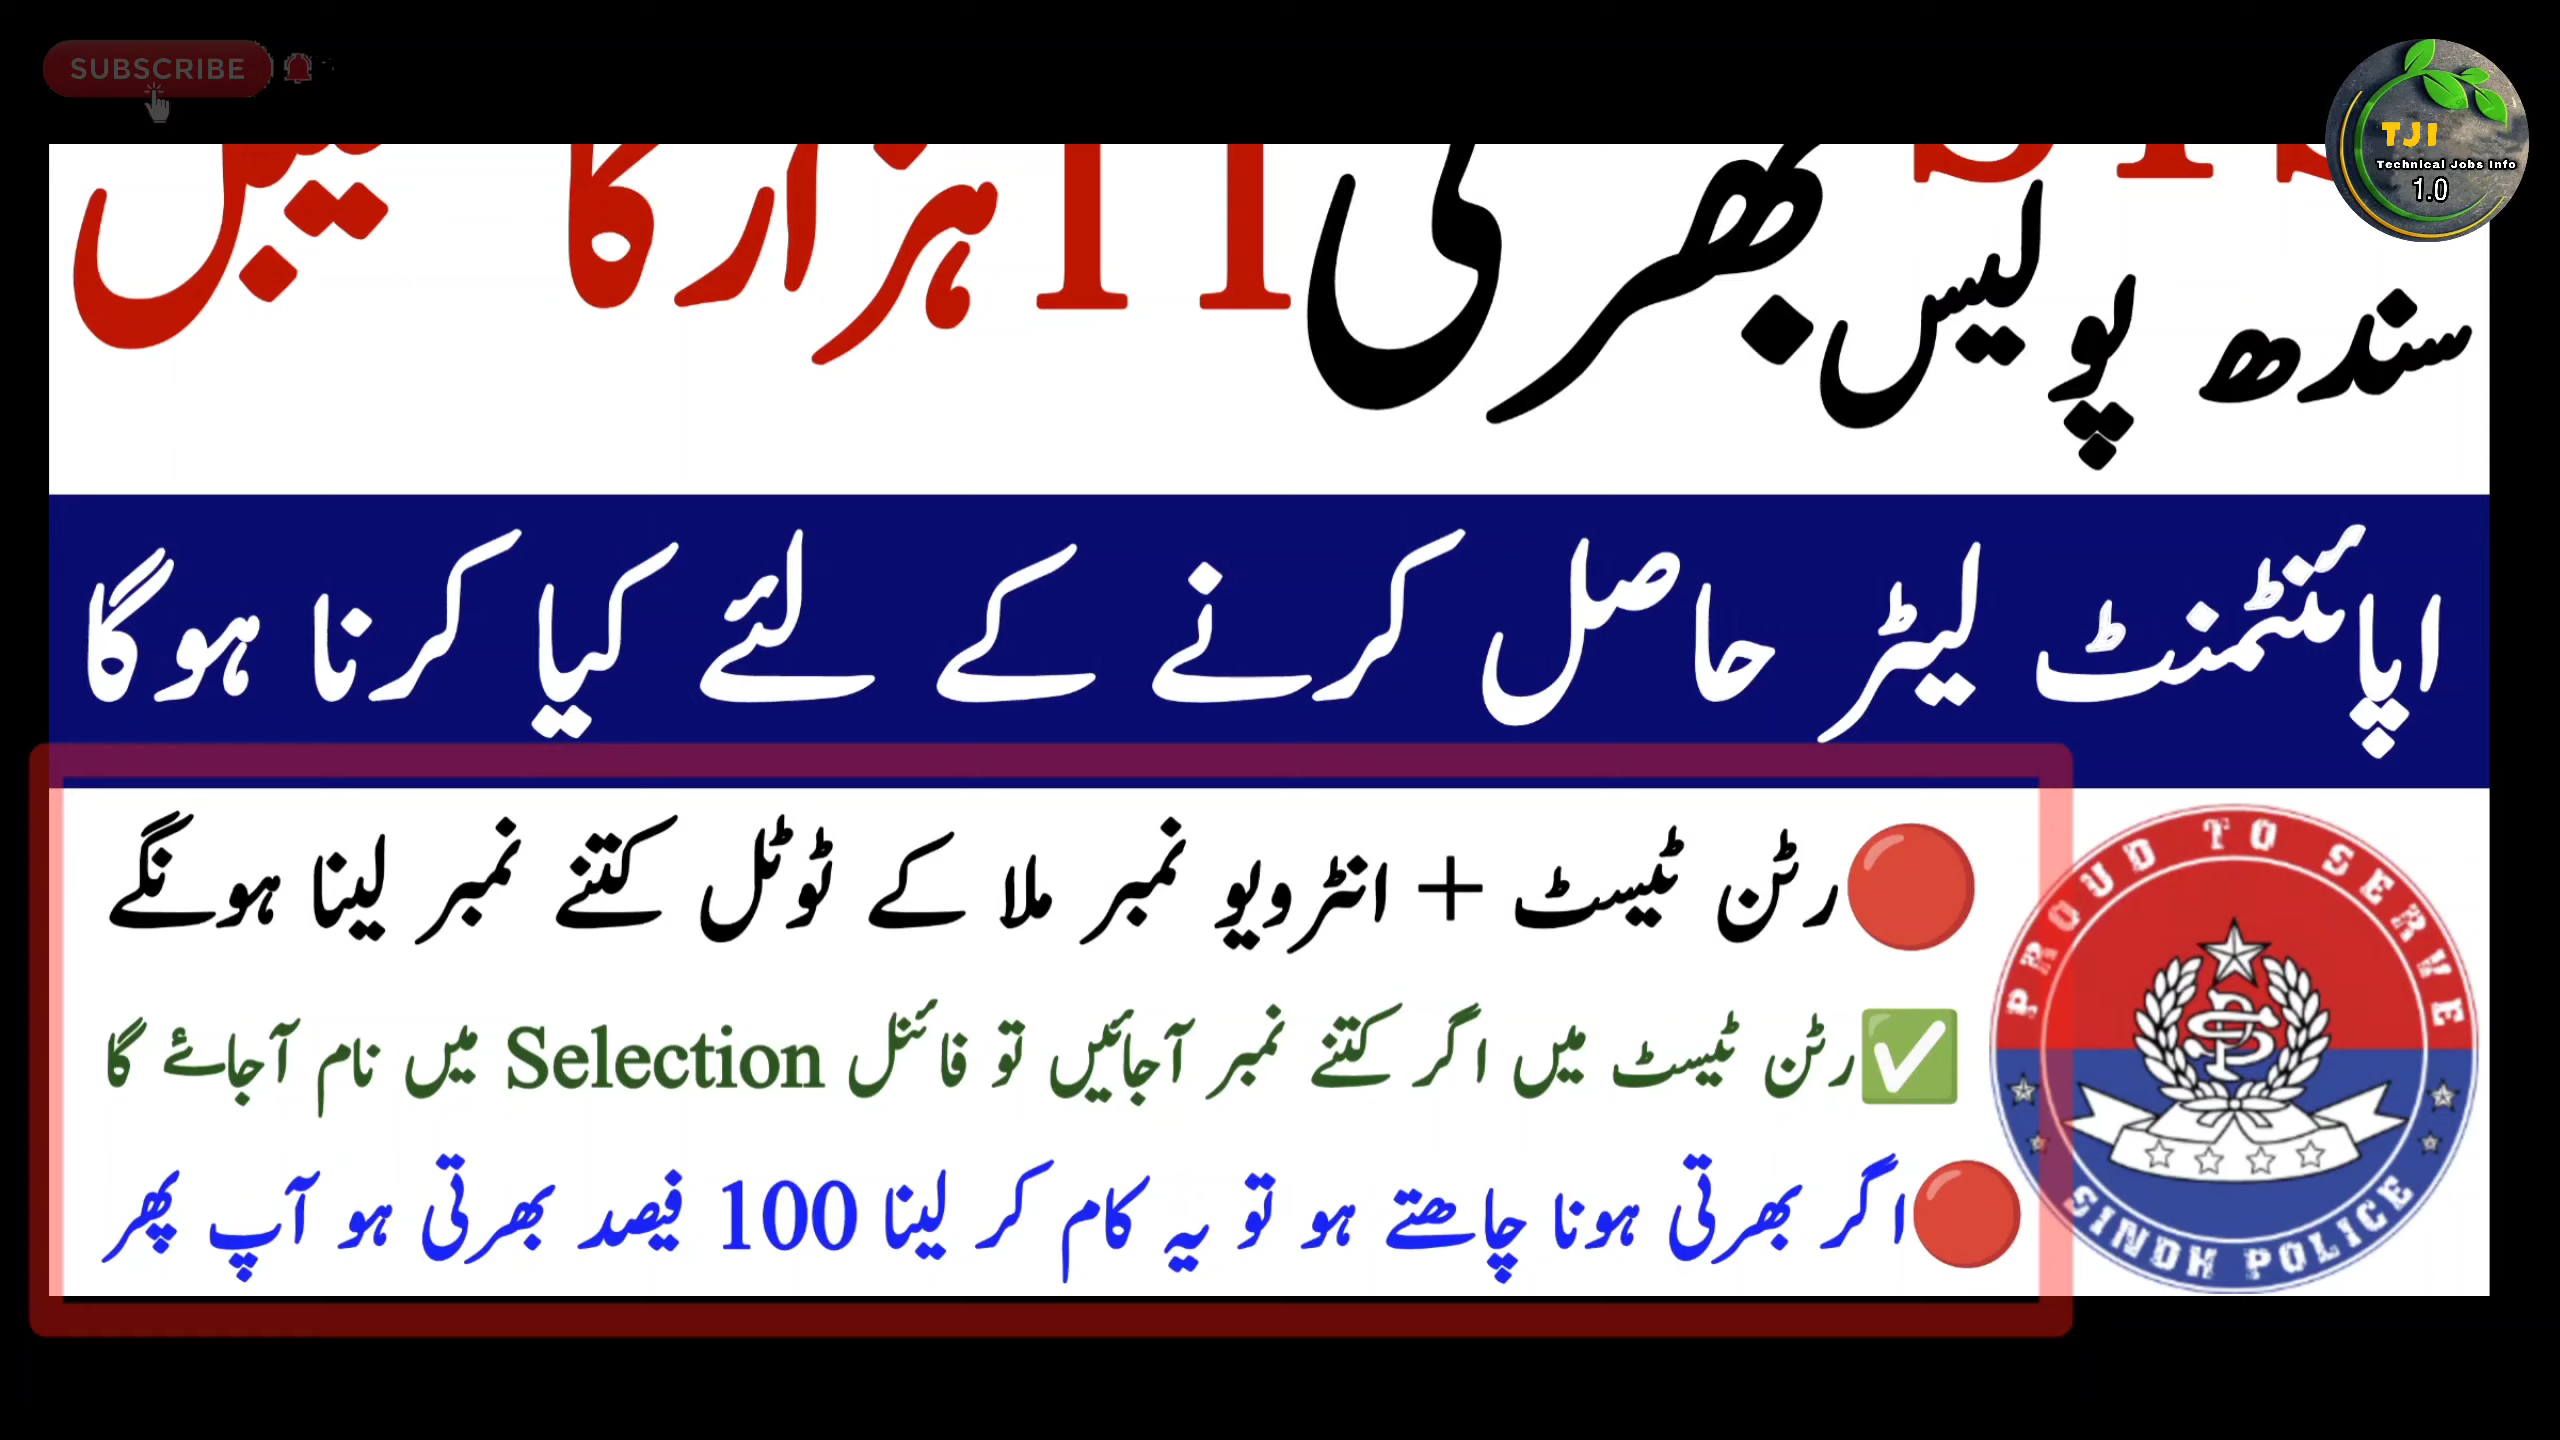 SUBSCRIBE
TJI
Technical Jobs Info
1.0
سندھ پولیس بھرتی 11 ہزار کانسٹیبل
اپائنٹمنٹ لیٹر حاصل کرنے کے لئے کیا کرنا ہوگا
🔴رٹن ٹیسٹ + انٹرویو نمبر ملا کے ٹوٹل کتنے نمبر لینا ہونگے
✅رٹن ٹیسٹ میں اگر کتنے نمبر آجائیں تو فائنل Selection میں نام آجائے گا
🔴اگر بھرتی ہونا چاھتے ہو تو یہ کام کر لینا 100 فیصد بھرتی ہو آپ پھر
PROUD TO SERVE
SINDH POLICE